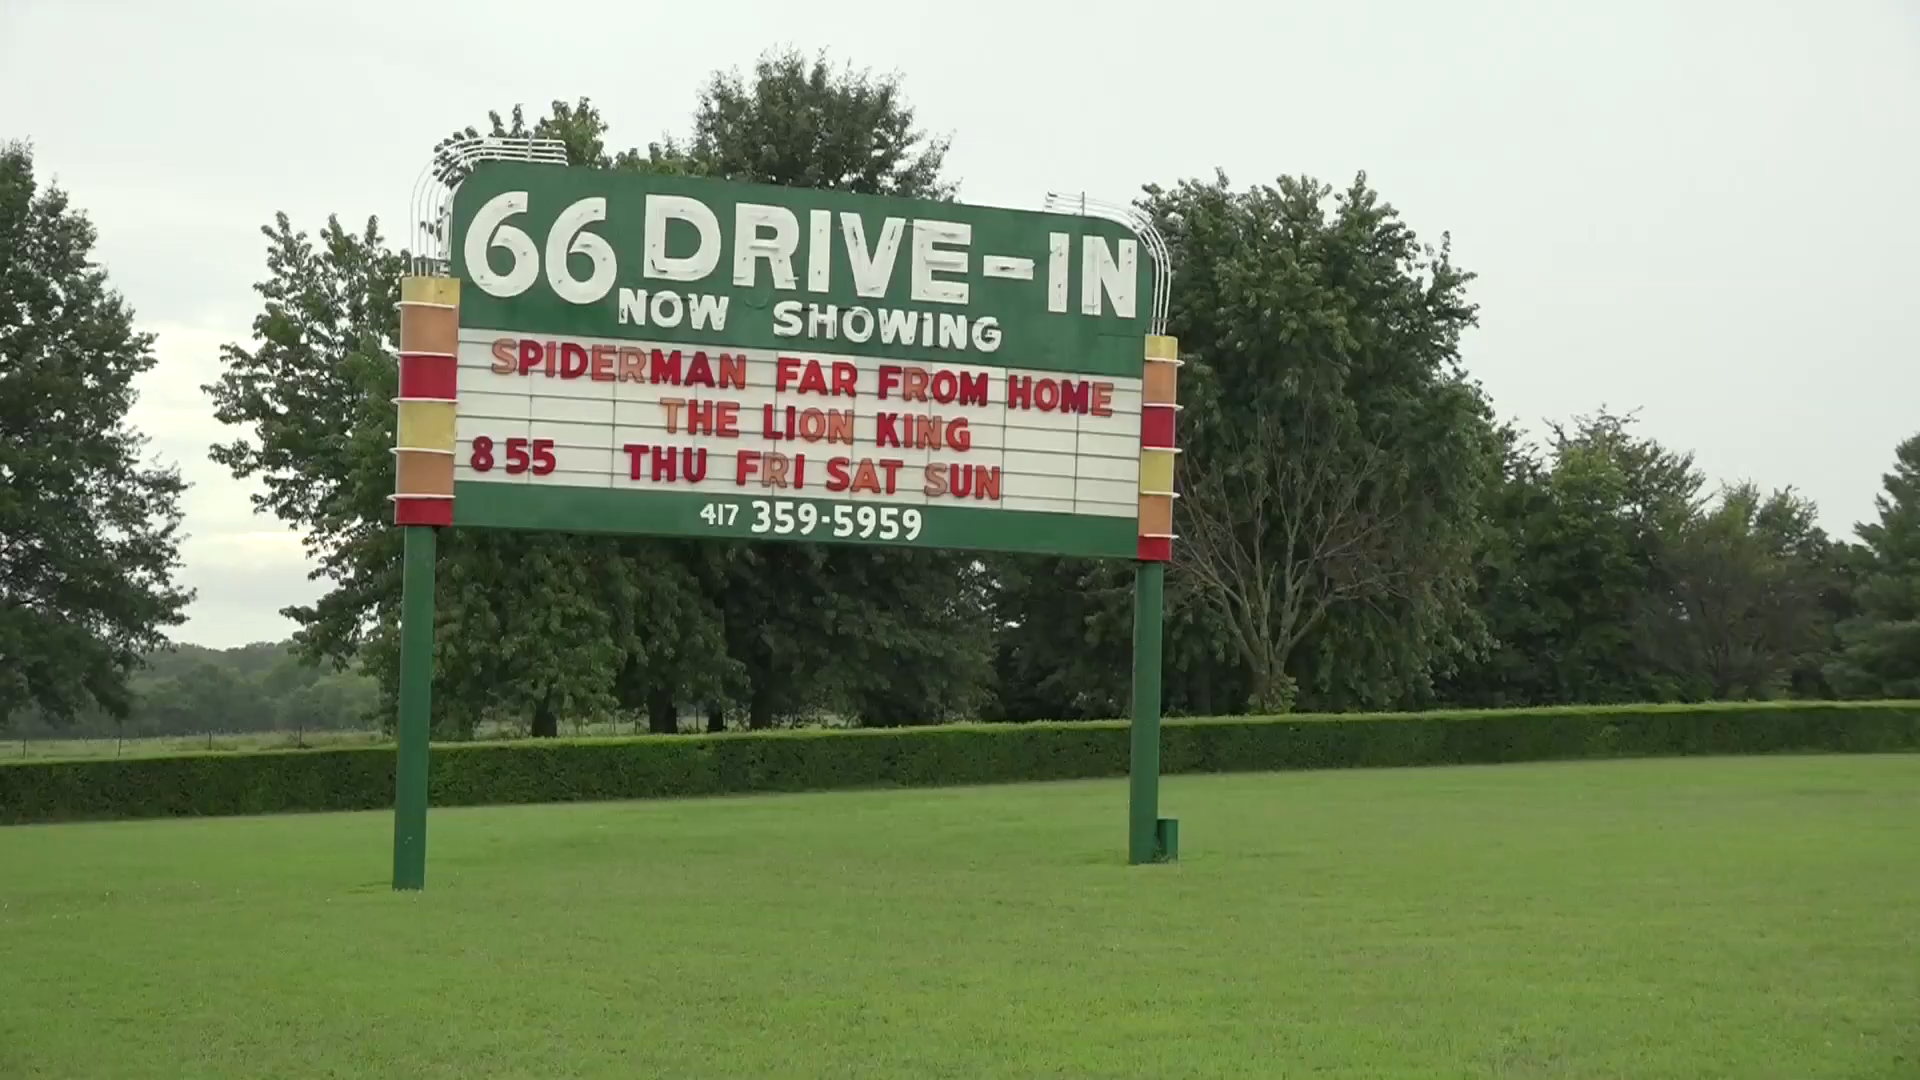 66 DRIVE-IN
NOW SHOWING
SPIDERMAN FAR FROM HOME
THE LION KING
8 55 THU FRI SAT SUN
417 359-5959